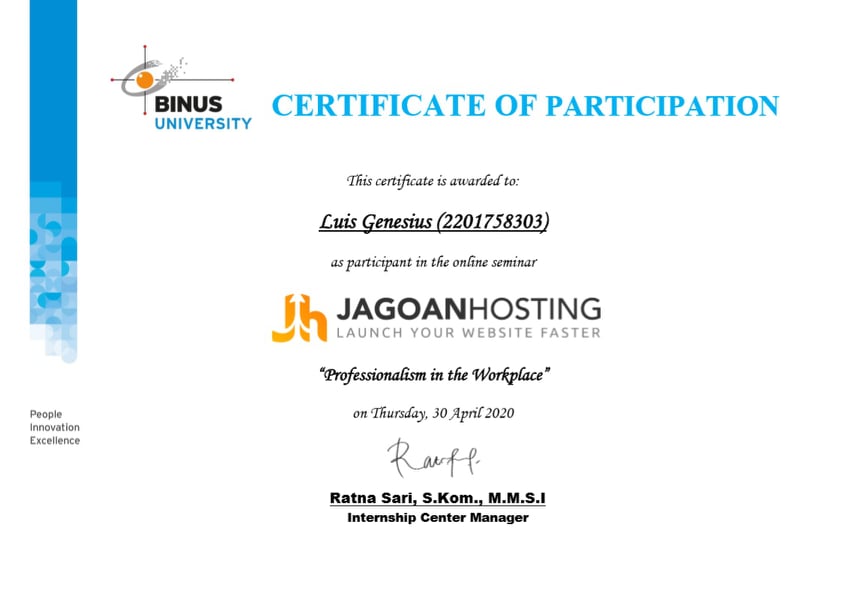 BINUS
UNIVERSITY
CERTIFICATE OF PARTICIPATION
This certificate is awarded to:
Luis Genesius (2201758303)
as participant in the online seminar
Jh JAGOANHOSTING
LAUNCH YOUR WEBSITE FASTER
“Professionalism in the Workplace”
on Thursday, 30 April 2020
People
Innovation
Excellence
Ratna Sari, S.Kom., M.M.S.I
Internship Center Manager